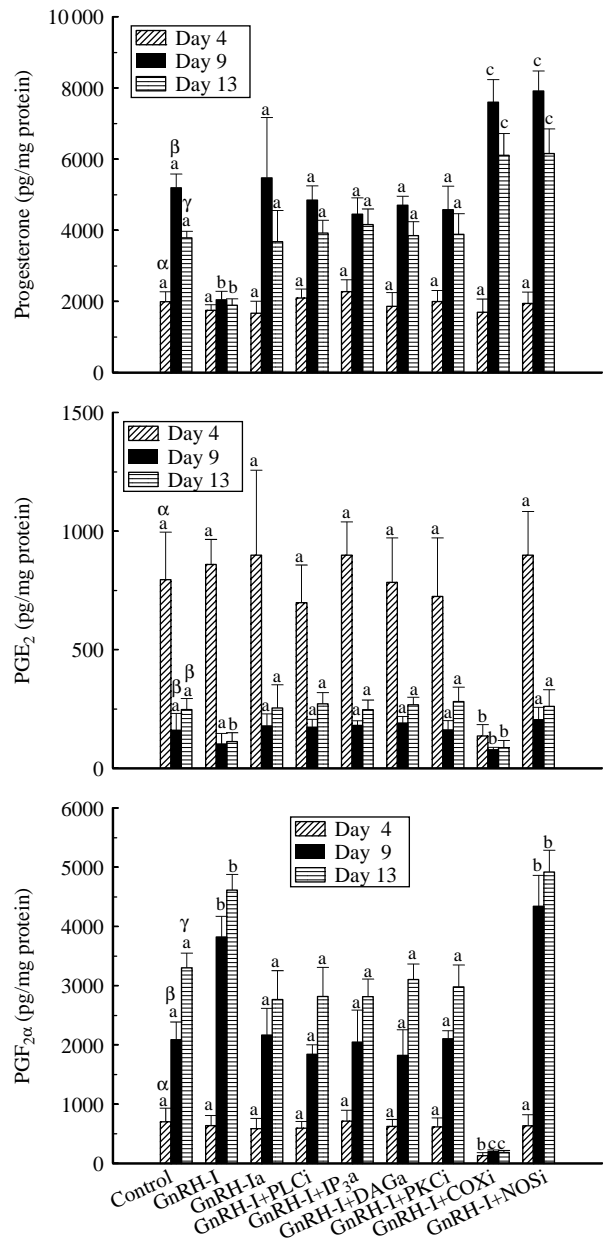 10 000
8000
6000
4000
2000
0
Progesterone (pg/mg protein)
Day 4
Day 9
Day 13
α a β a γ a
a b b
a a a
a a a
a a a
a a a
a a a
a c c
a c c
1500
1000
500
0
PGE2 (pg/mg protein)
Day 4
Day 9
Day 13
α a β a β a
a a b
a a a
a a a
a a a
a a a
a a a
b b b
a a a
6000
5000
4000
3000
2000
1000
0
PGF2α (pg/mg protein)
Day 4
Day 9
Day 13
α a β a γ a
a b b
a a a
a a a
a a a
a a a
a a a
b c c
a b b
Control
GnRH-I
GnRH-Ia
GnRH-I+PLCi
GnRH-I+IP3a
GnRH-I+DAGa
GnRH-I+PKCi
GnRH-I+COXi
GnRH-I+NOSi